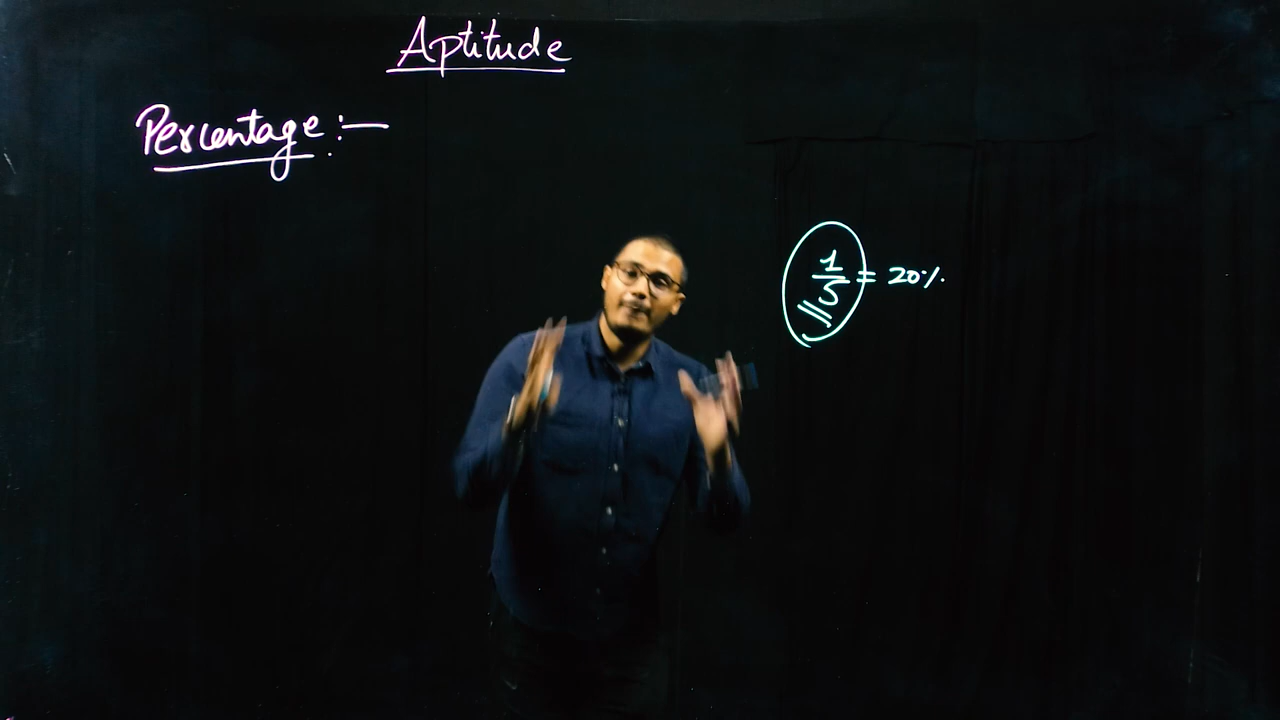 Aptitude
Percentage :—
1/5 = 20%